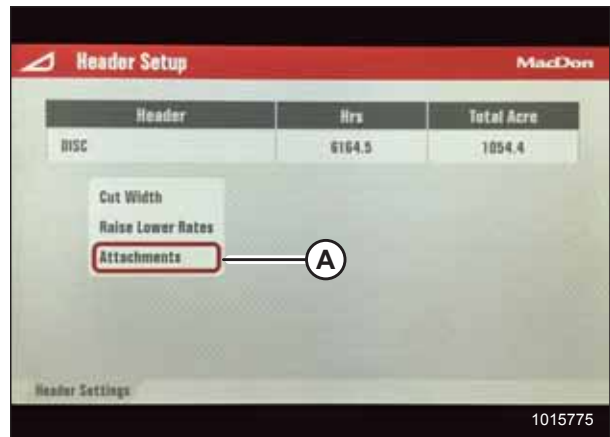 Header Setup MacDon
Header Hrs Total Acre
DISC 6164.5 1054.4
Cut Width
Raise Lower Rates
Attachments
A
Header Settings
1015775